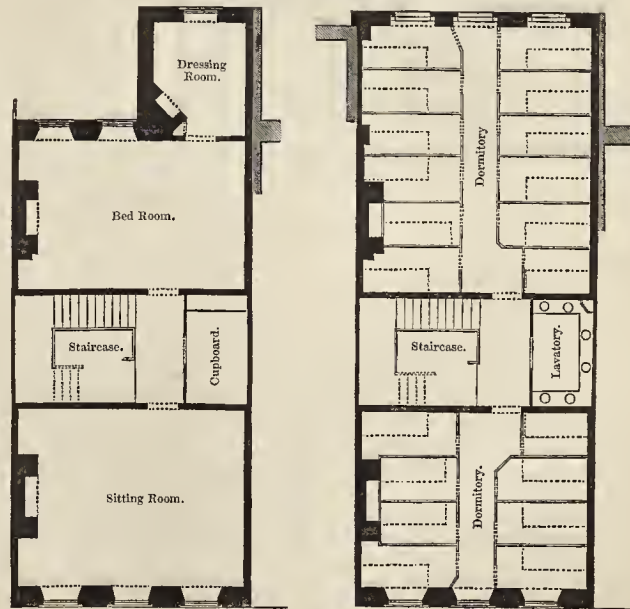 Dressing
Room.
Bed Room.
Staircase.
Cupboard.
Sitting Room.
Dormitory
Staircase.
Lavatory.
Dormitory.